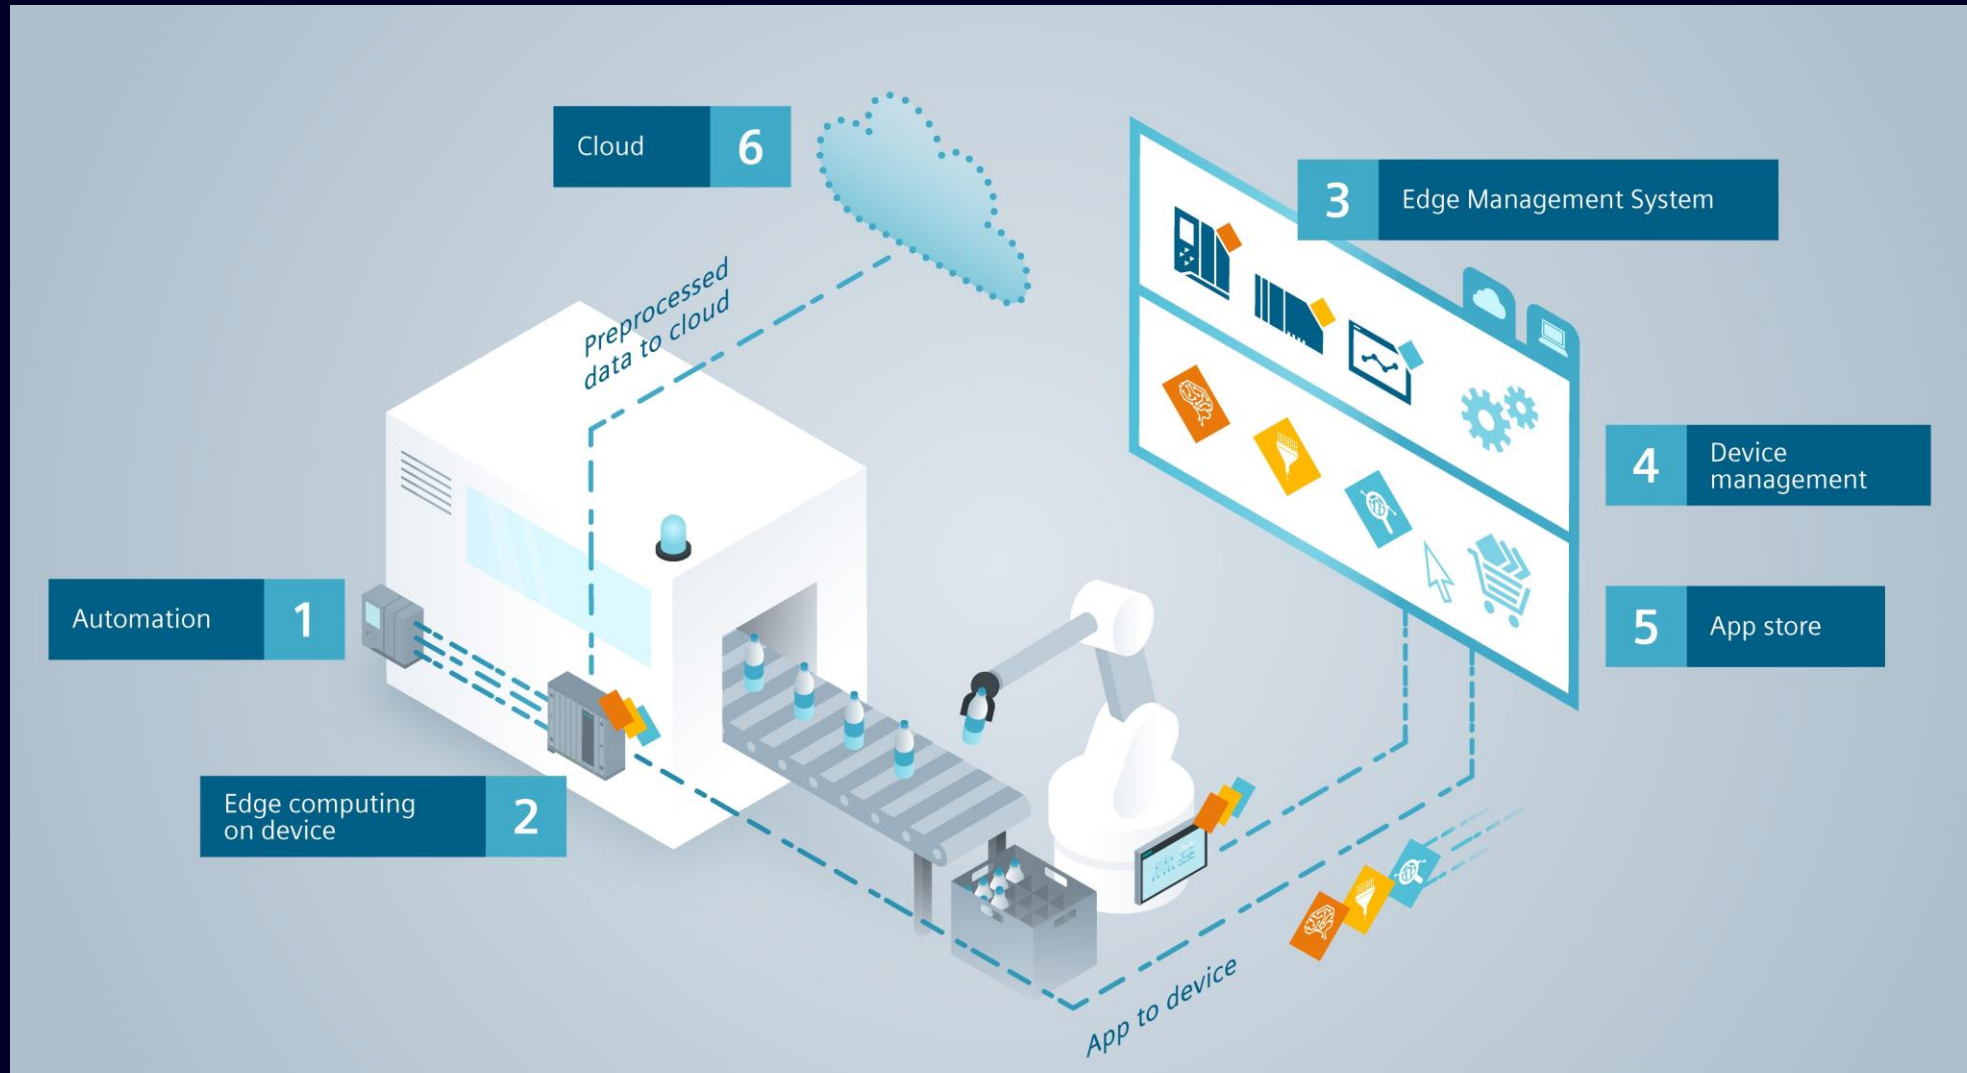 Cloud 6
3 Edge Management System
Preprocessed
data to cloud
4 Device
management
Automation 1
5 App store
Edge computing
on device 2
App to device